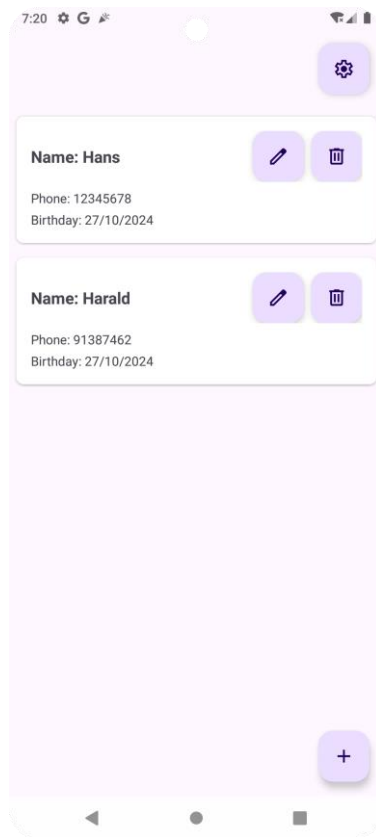 7:20 G
Name: Hans
Phone: 12345678
Birthday: 27/10/2024
Name: Harald
Phone: 91387462
Birthday: 27/10/2024